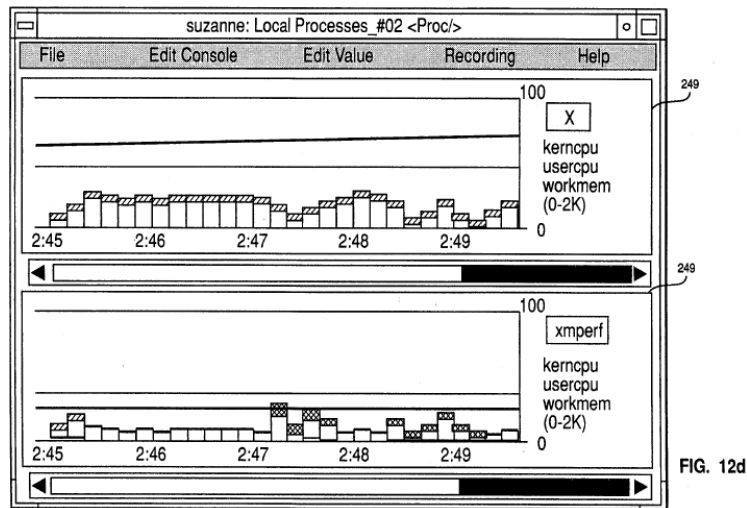 suzanne: Local Processes_#02 <Proc/>
File Edit Console Edit Value Recording Help
249
100
X
kerncpu
usercpu
workmem
(0-2K)
0
2:45 2:46 2:47 2:48 2:49
249
100
xmperf
kerncpu
usercpu
workmem
(0-2K)
0
2:45 2:46 2:47 2:48 2:49
FIG. 12d